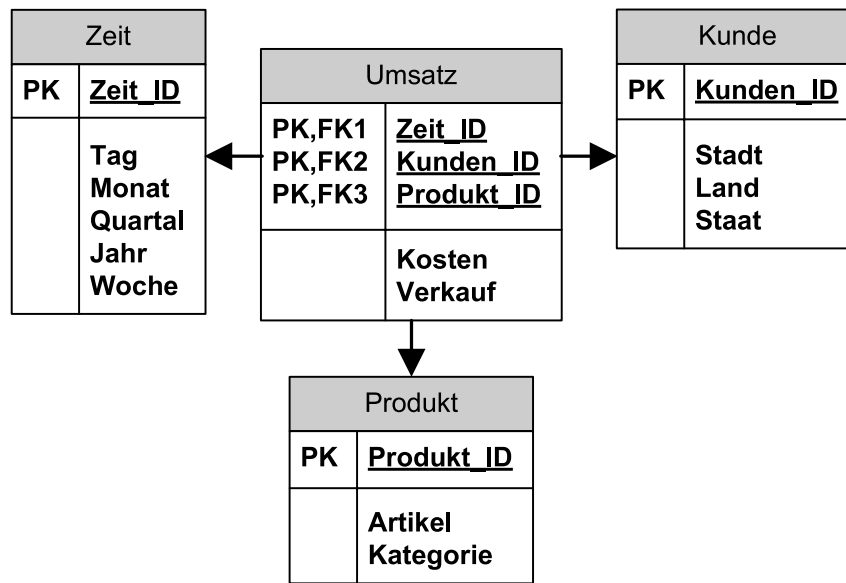 Zeit
PK Zeit_ID
Tag
Monat
Quartal
Jahr
Woche
Umsatz
PK,FK1 Zeit_ID
PK,FK2 Kunden_ID
PK,FK3 Produkt_ID
Kosten
Verkauf
Kunde
PK Kunden_ID
Stadt
Land
Staat
Produkt
PK Produkt_ID
Artikel
Kategorie